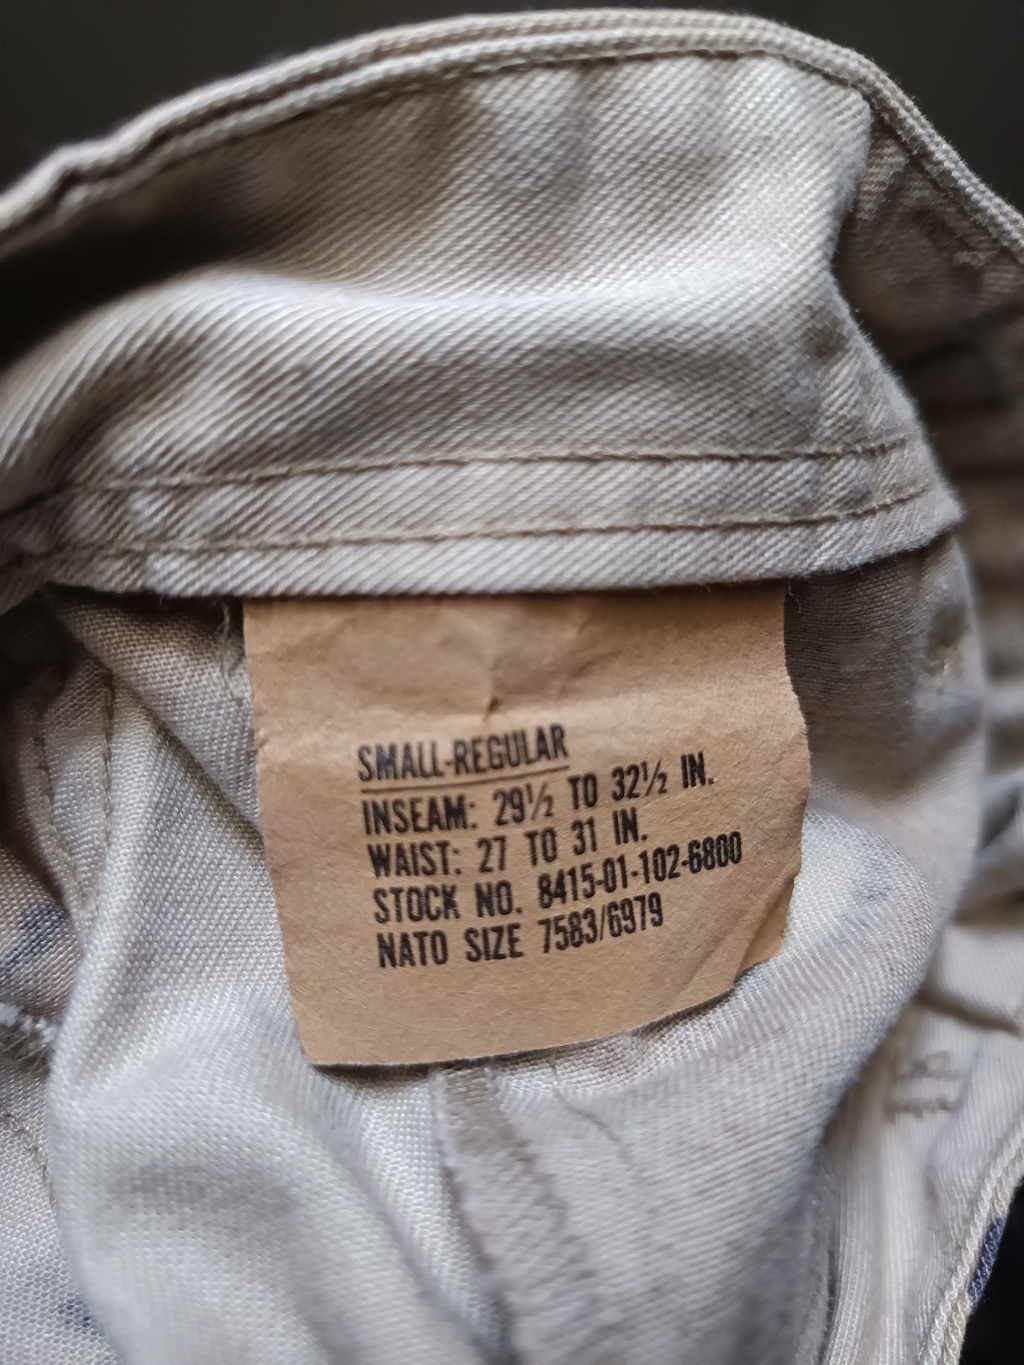 SMALL-REGULAR
INSEAM: 29½ TO 32½ IN.
WAIST: 27 TO 31 IN.
STOCK NO. 8415-01-102-6800
NATO SIZE 7583/6979